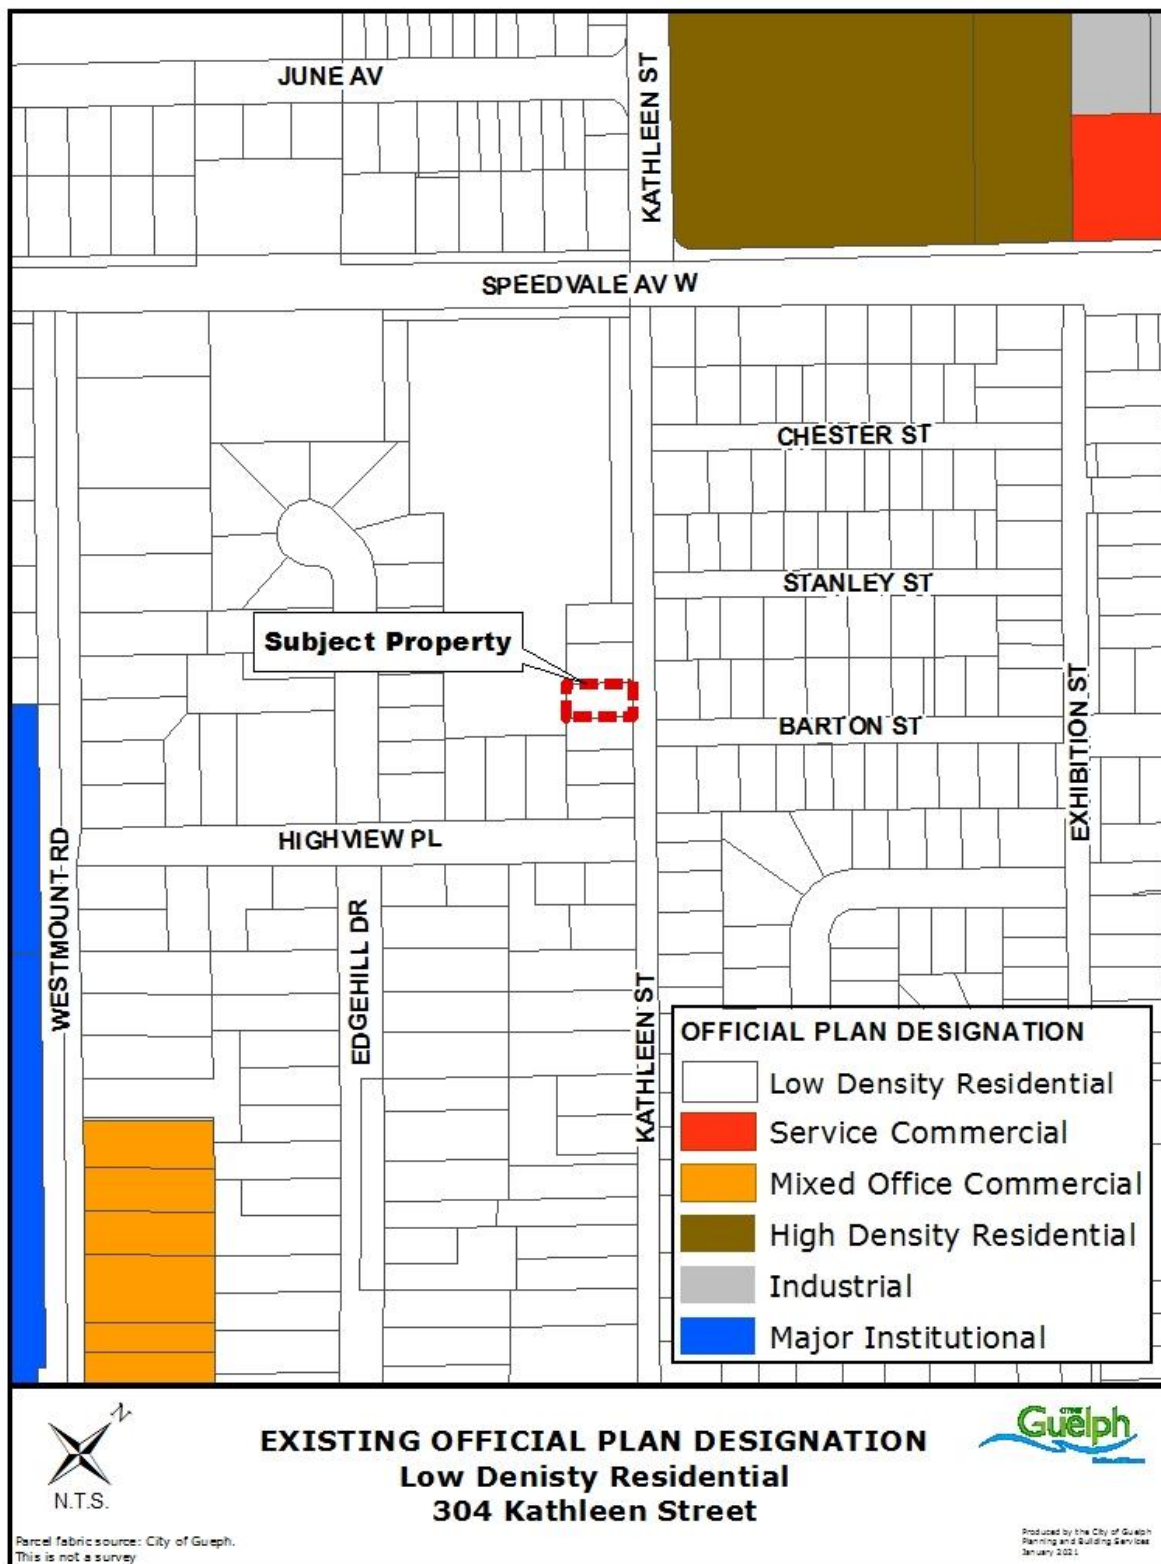 JUNE AV
KATHLEEN ST
SPEEDVALE AV W
CHESTER ST
STANLEY ST
Subject Property
BARTON ST
EXHIBITION ST
HIGHVIEW PL
WESTMOUNT RD
EDGEHILL DR
KATHLEEN ST
OFFICIAL PLAN DESIGNATION
Low Density Residential
Service Commercial
Mixed Office Commercial
High Density Residential
Industrial
Major Institutional
N
N.T.S.
EXISTING OFFICIAL PLAN DESIGNATION
Low Denisty Residential
304 Kathleen Street
Guelph
Parcel fabric source: City of Gueph.
This is not a survey
Produced by the City of Guelph
Planning and Building Services
January 2021